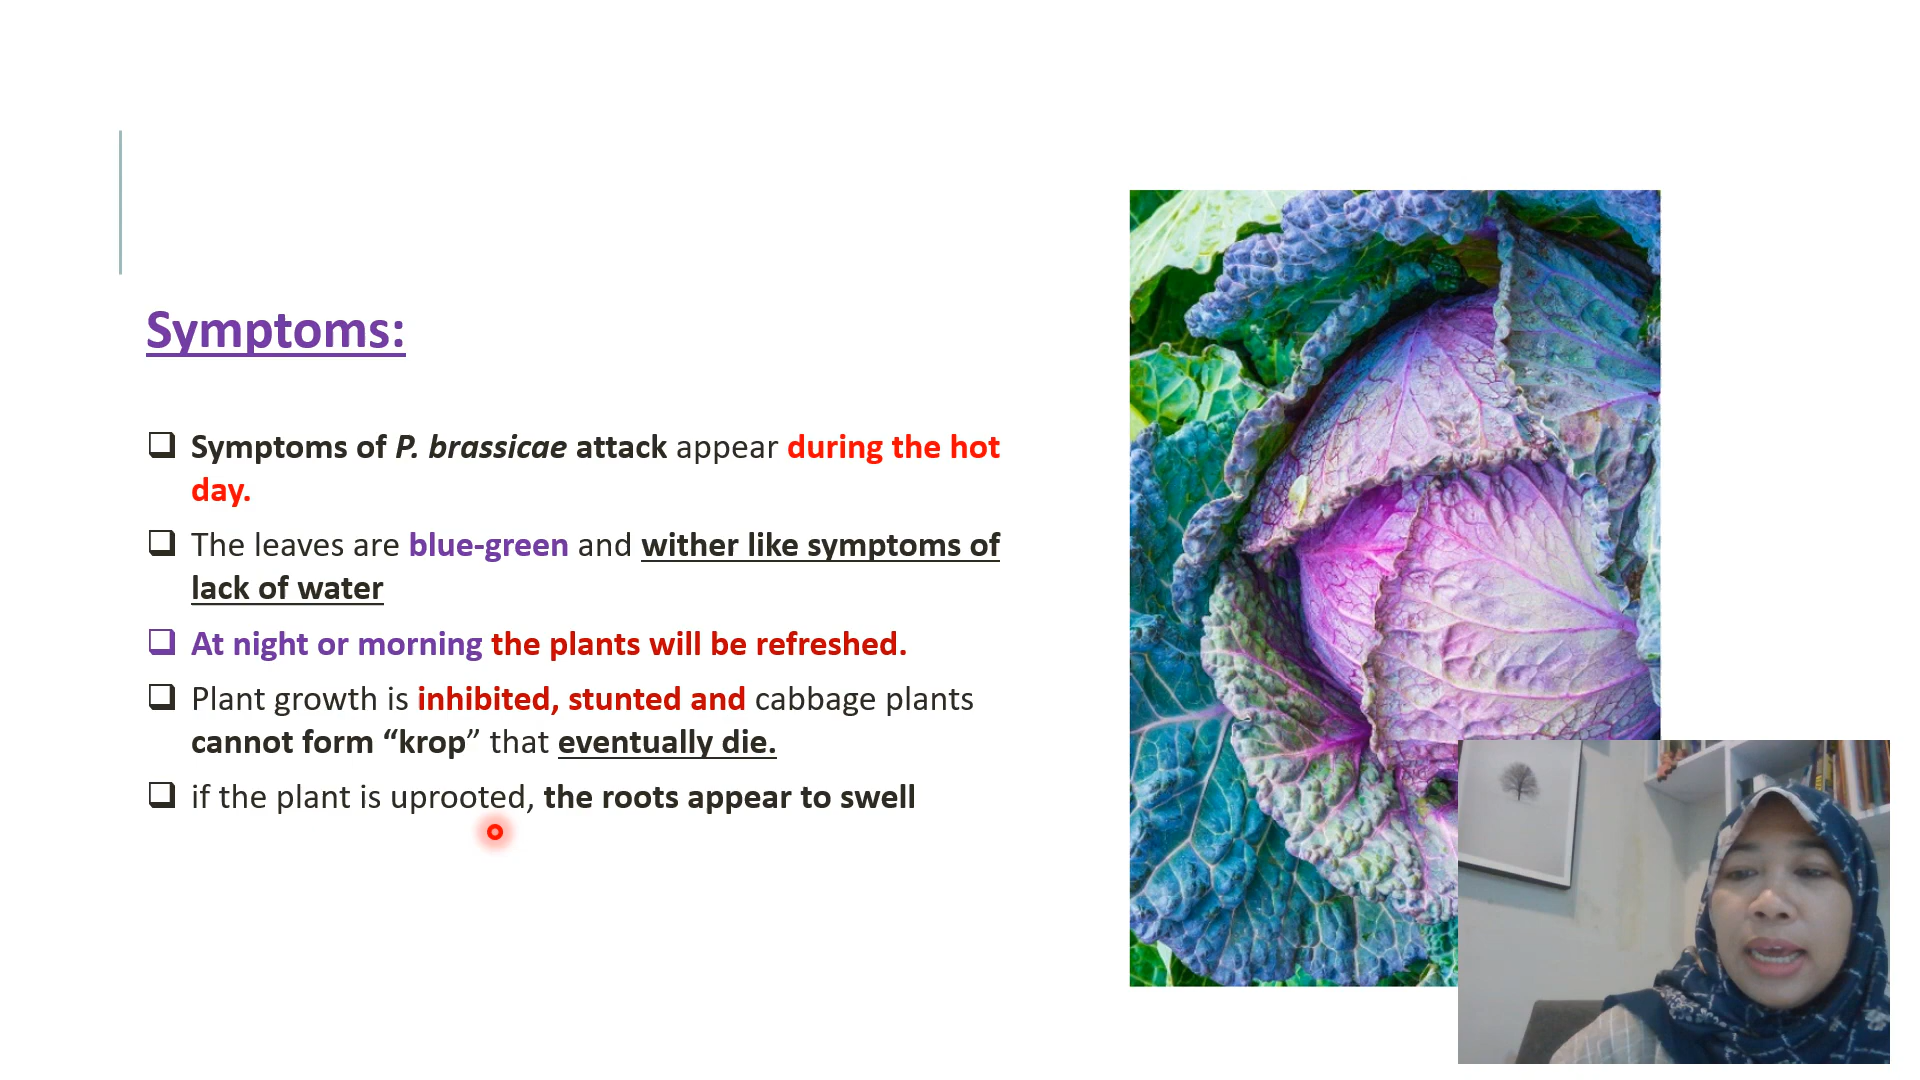 Symptoms:
Symptoms of P. brassicae attack appear during the hot
day.
The leaves are blue-green and wither like symptoms of
lack of water
At night or morning the plants will be refreshed.
Plant growth is inhibited, stunted and cabbage plants
cannot form “krop” that eventually die.
if the plant is uprooted, the roots appear to swell